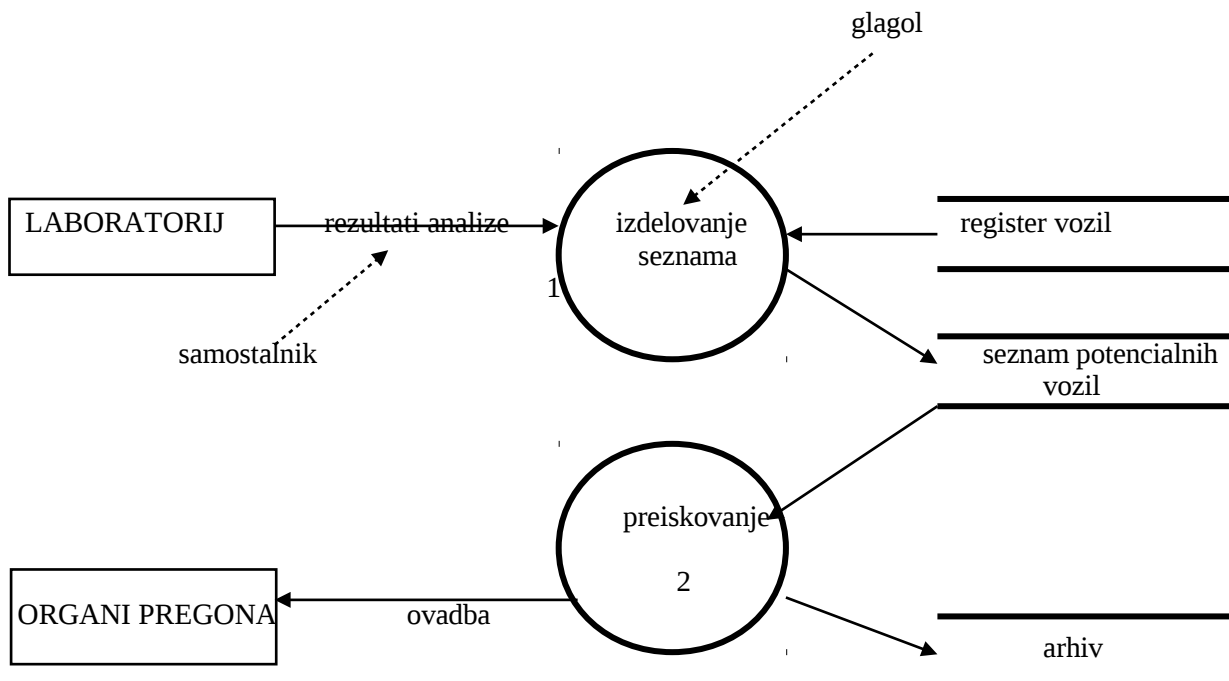 glagol
LABORATORIJ
rezultati analize
izdelovanje
seznama
register vozil
1
samostalnik
seznam potencialnih
vozil
preiskovanje
2
ORGANI PREGONA
ovadba
arhiv